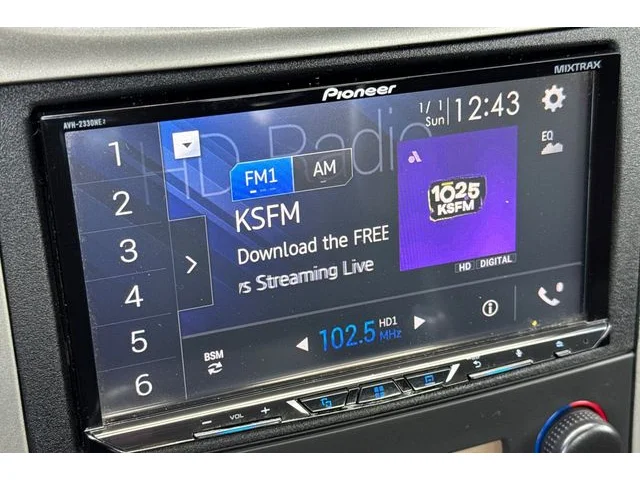 Pioneer
MIXTRAX
AVH-2330NEX
HD Radio
1/1
Sun
12:43
EQ
1
2
3
4
5
6
FM1
AM
KSFM
Download the FREE
rs Streaming Live
1025
KSFM
HD DIGITAL
102.5
HD1
MHz
BSM
VOL